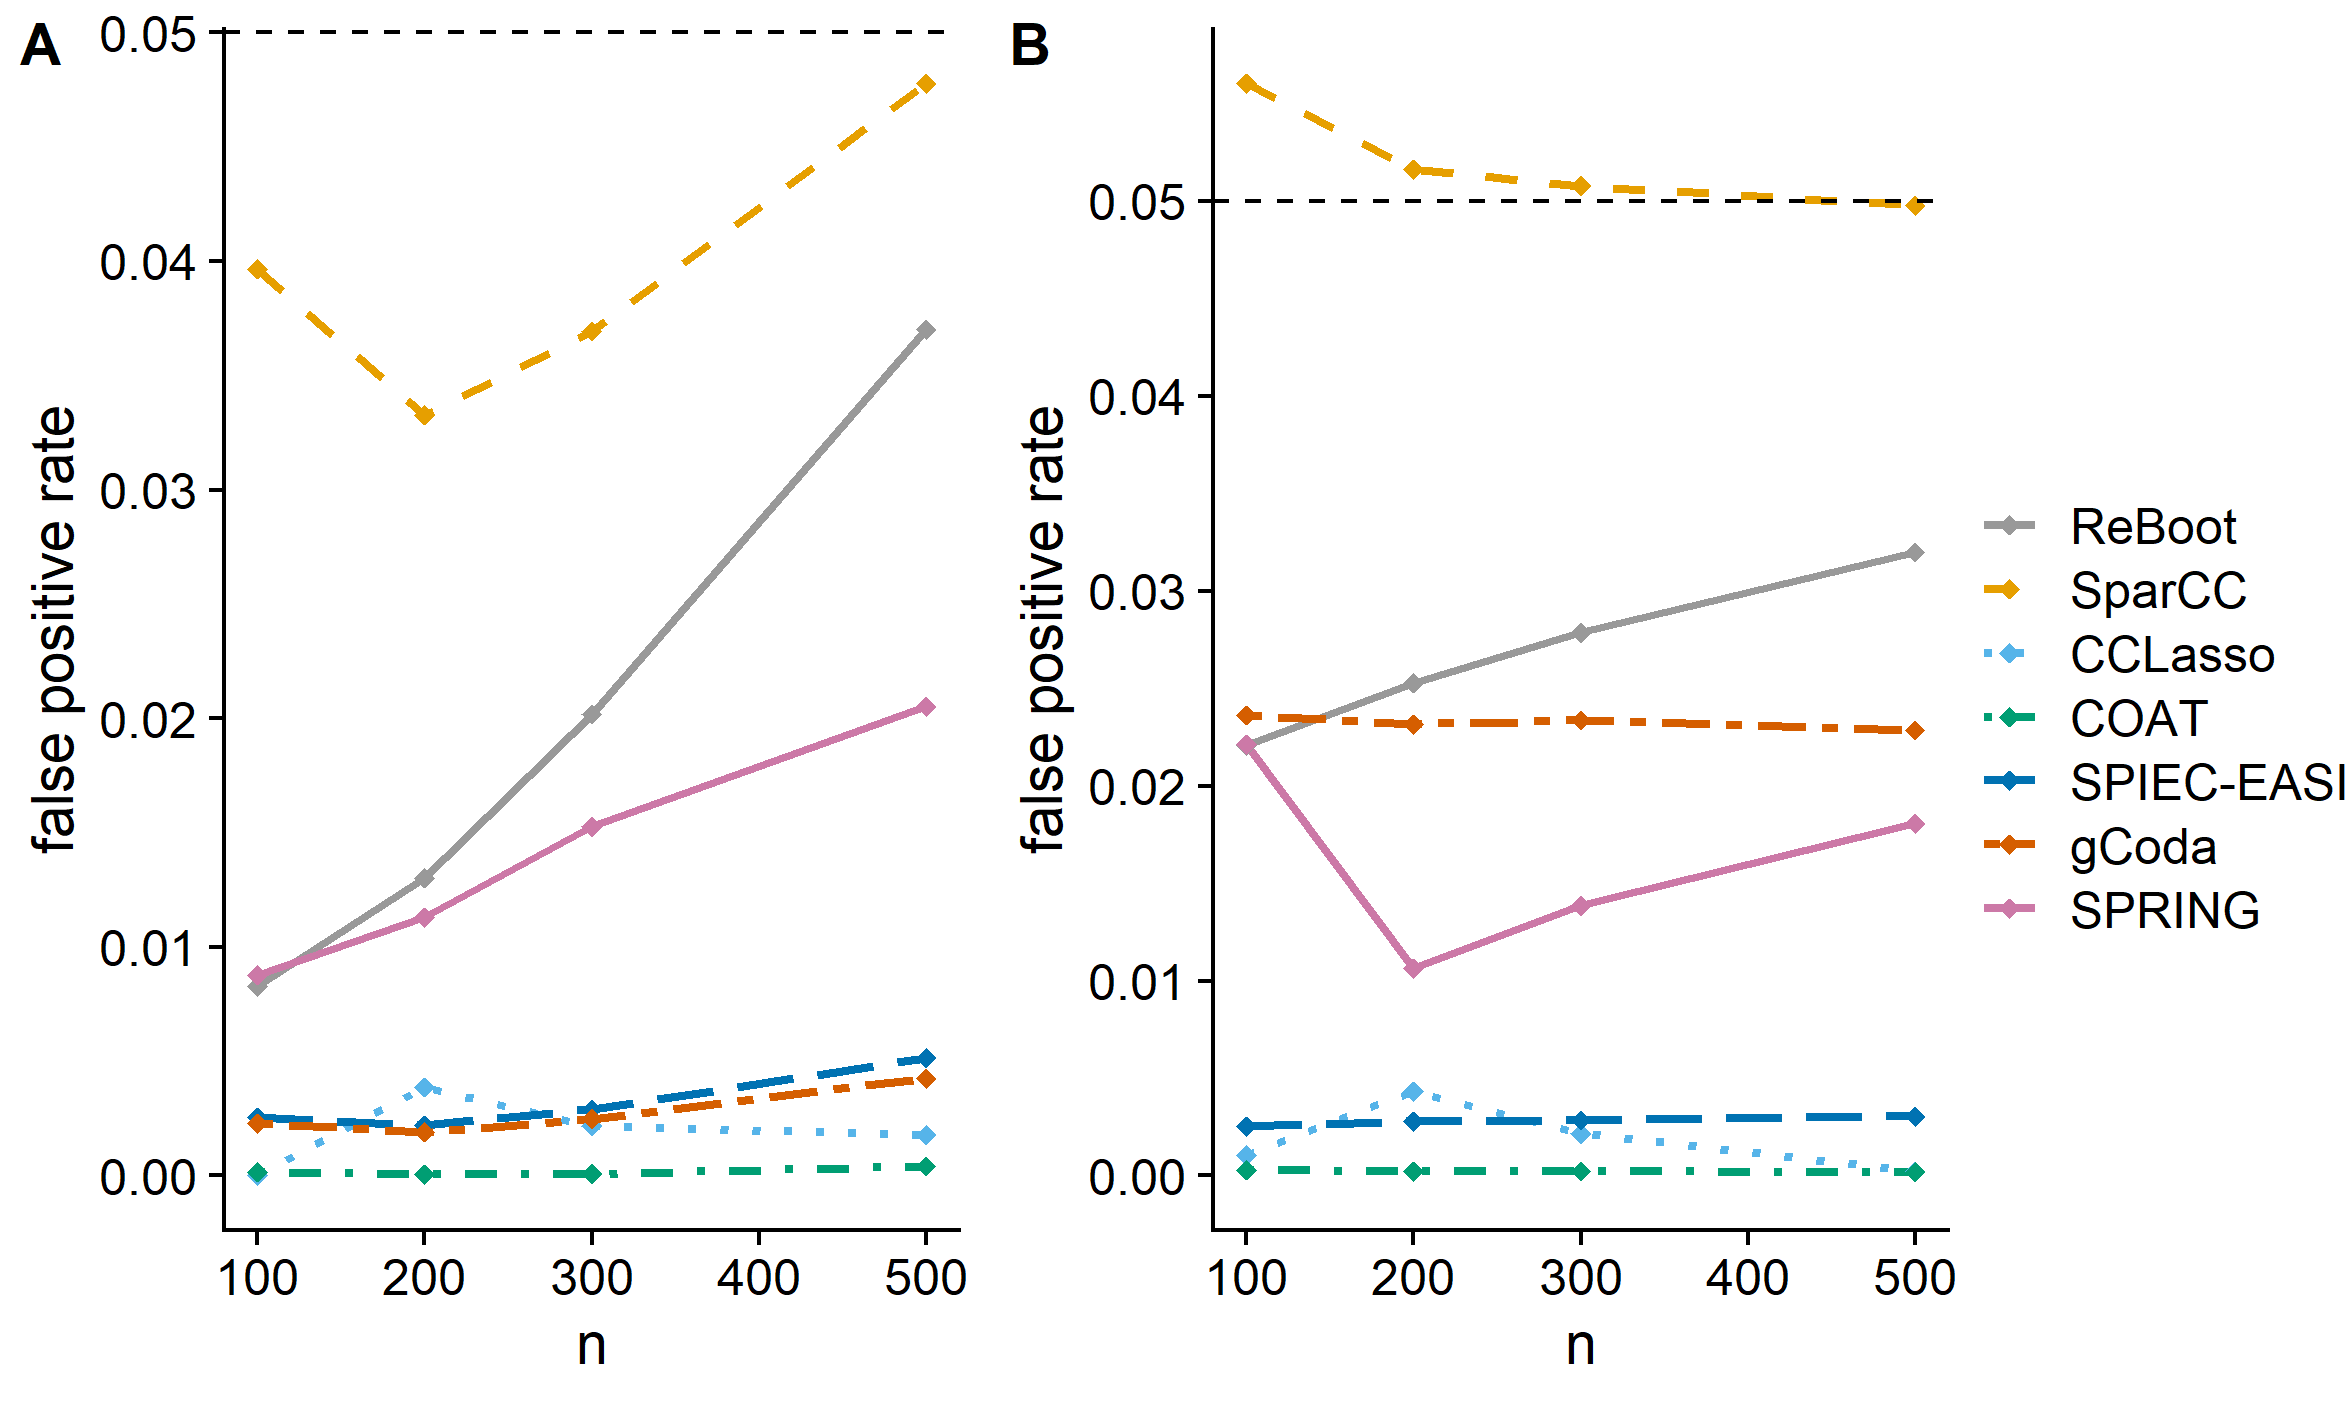 A
false positive rate
0.05
0.04
0.03
0.02
0.01
0.00
100 200 300 400 500
n
B
false positive rate
0.05
0.04
0.03
0.02
0.01
0.00
100 200 300 400 500
n
ReBoot
SparCC
CCLasso
COAT
SPIEC-EASI
gCoda
SPRING